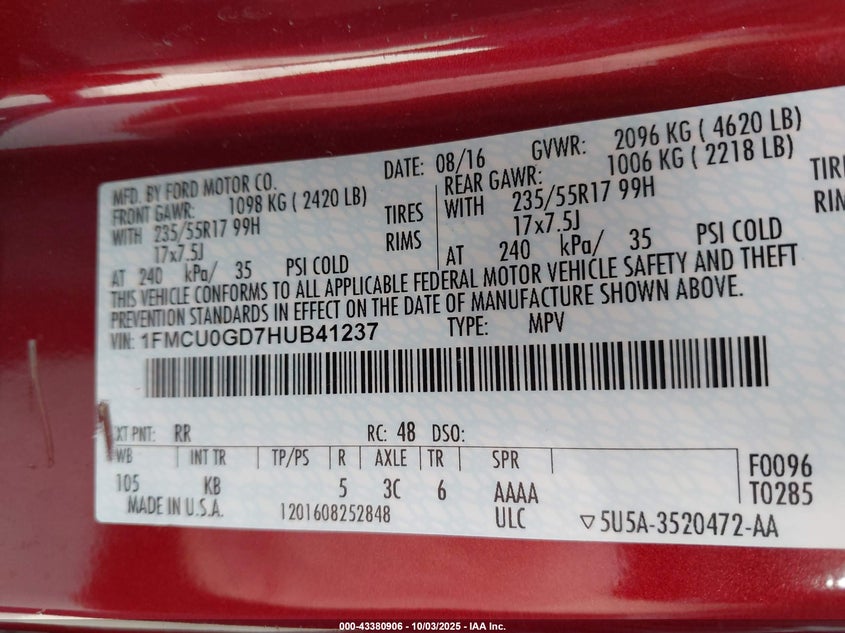 MFD. BY FORD MOTOR CO. DATE: 08/16 GVWR: 2096 KG ( 4620 LB)
FRONT GAWR: 1098 KG ( 2420 LB) REAR GAWR: 1006 KG ( 2218 LB)
WITH 235/55R17 99H TIRES WITH 235/55R17 99H TIRE
17x7.5J RIMS 17x7.5J RIM
AT 240 kPa/ 35 PSI COLD AT 240 kPa/ 35 PSI COLD
THIS VEHICLE CONFORMS TO ALL APPLICABLE FEDERAL MOTOR VEHICLE SAFETY AND THEFT
PREVENTION STANDARDS IN EFFECT ON THE DATE OF MANUFACTURE SHOWN ABOVE.
VIN: 1FMCU0GD7HUB41237 TYPE: MPV
XT PNT: RR RC: 48 DSO:
WB INT TR TP/PS R AXLE TR SPR F0096
105 KB 5 3C 6 AAAA T0285
MADE IN U.S.A. 1201608252848 ULC ▽5U5A-3520472-AA
000-43380906 - 10/03/2025 - IAA Inc.